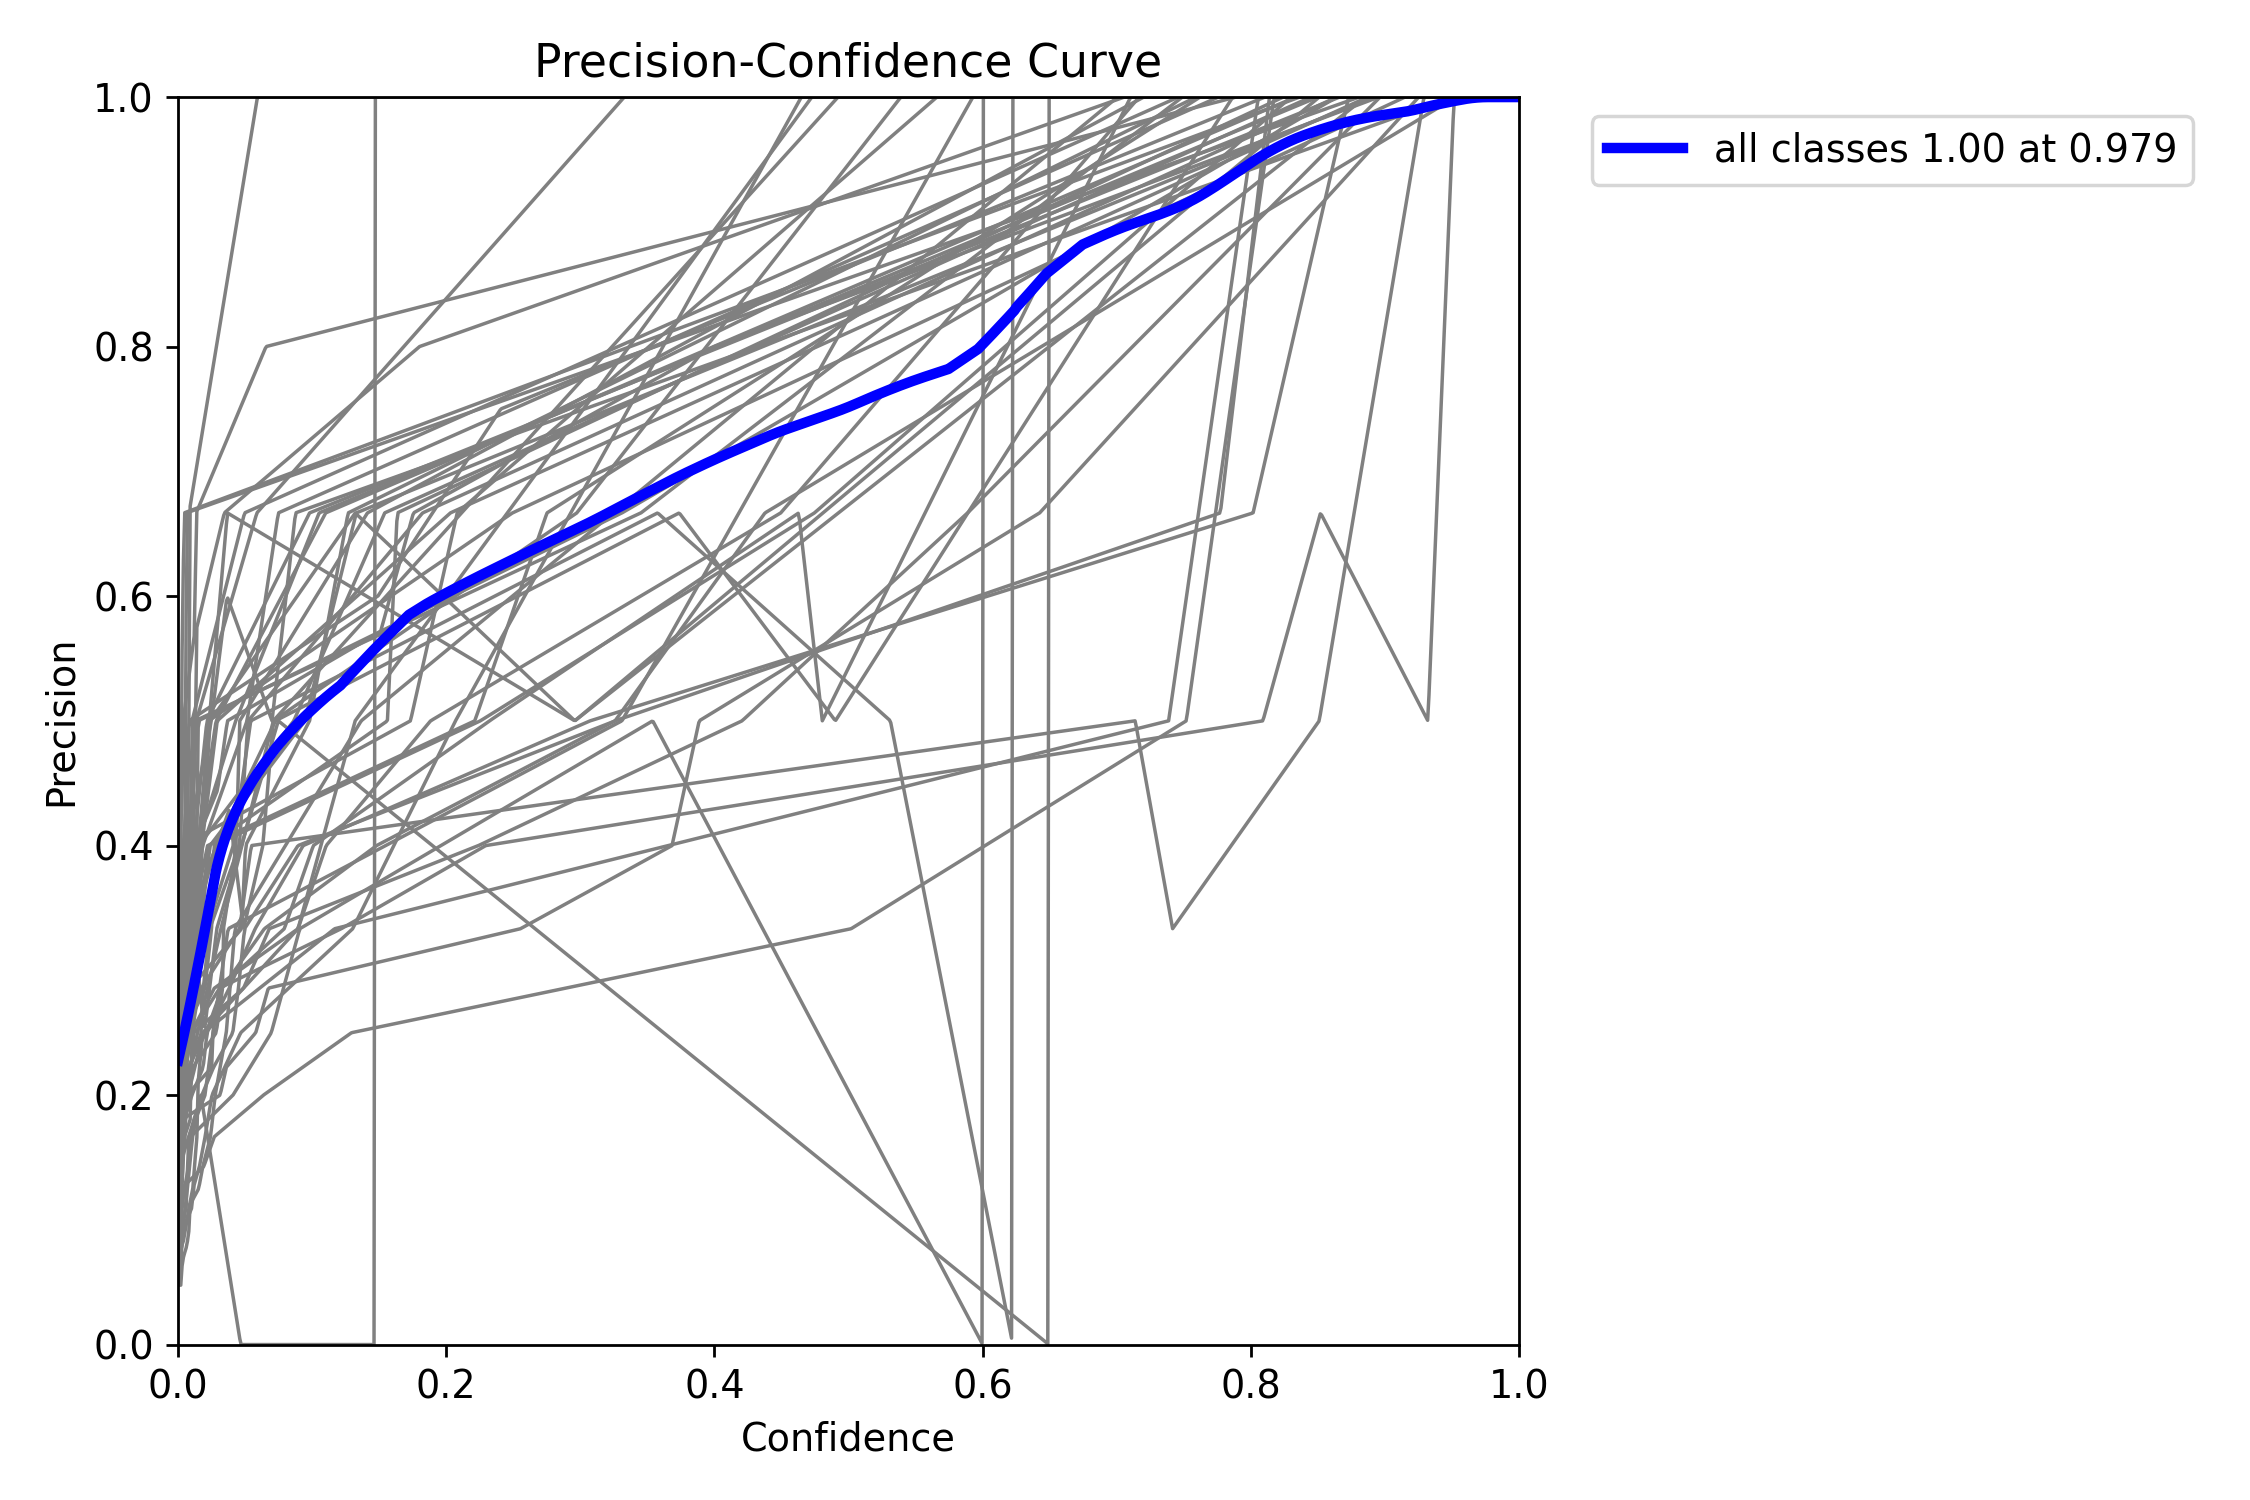 Precision-Confidence Curve
all classes 1.00 at 0.979
Precision
1.0
0.8
0.6
0.4
0.2
0.0
0.0 0.2 0.4 0.6 0.8 1.0
Confidence